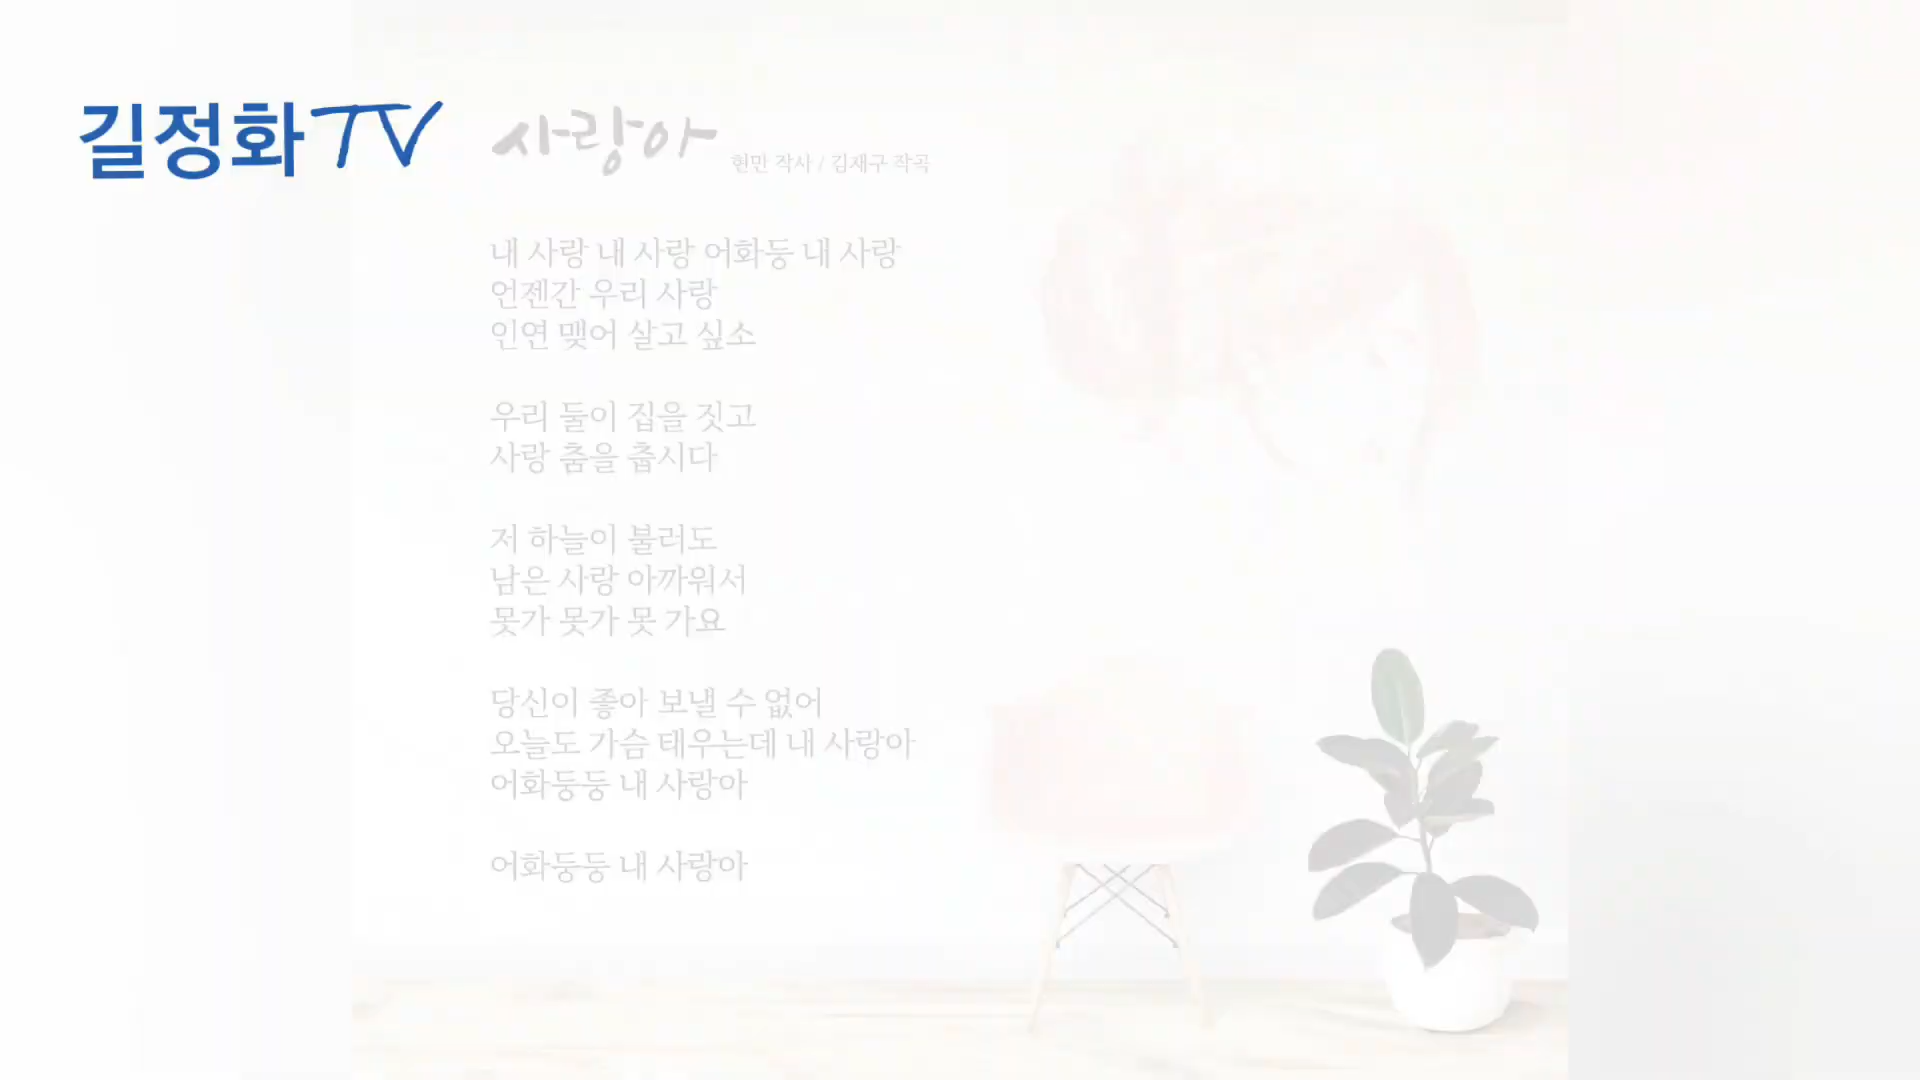 길정화TV
사랑아
현민 작사 / 김재구 작곡
내 사랑 내 사랑 어화둥 내 사랑
언젠간 우리 사랑
인연 맺어 살고 싶소
우리 둘이 집을 짓고
사랑 춤을 춥시다
저 하늘이 불러도
남은 사랑 아까워서
못가 못가 못 가요
당신이 좋아 보낼 수 없어
오늘도 가슴 태우는데 내 사랑아
어화둥둥 내 사랑아
어화둥둥 내 사랑아